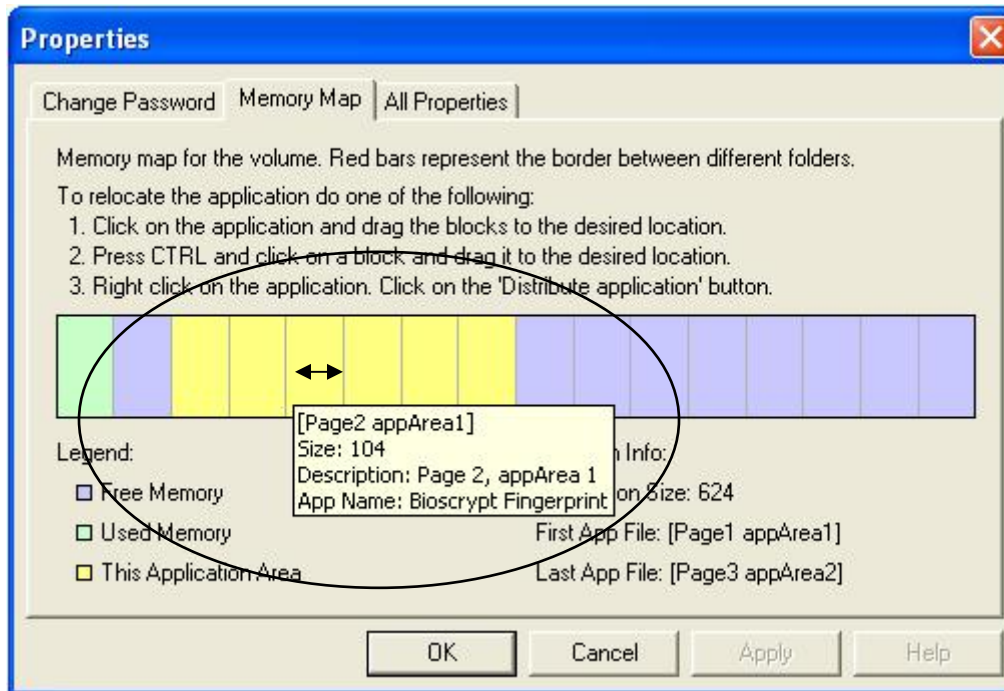 Properties
Change Password
Memory Map
All Properties
Memory map for the volume. Red bars represent the border between different folders.
To relocate the application do one of the following:
1. Click on the application and drag the blocks to the desired location.
2. Press CTRL and click on a block and drag it to the desired location.
3. Right click on the application. Click on the 'Distribute application' button.
[Page2 appArea1]
Size: 104
Description: Page 2, appArea 1
App Name: Bioscrypt Fingerprint
Legend:
Free Memory
Used Memory
This Application Area
n Info:
on Size: 624
First App File: [Page1 appArea1]
Last App File: [Page3 appArea2]
OK
Cancel
Apply
Help